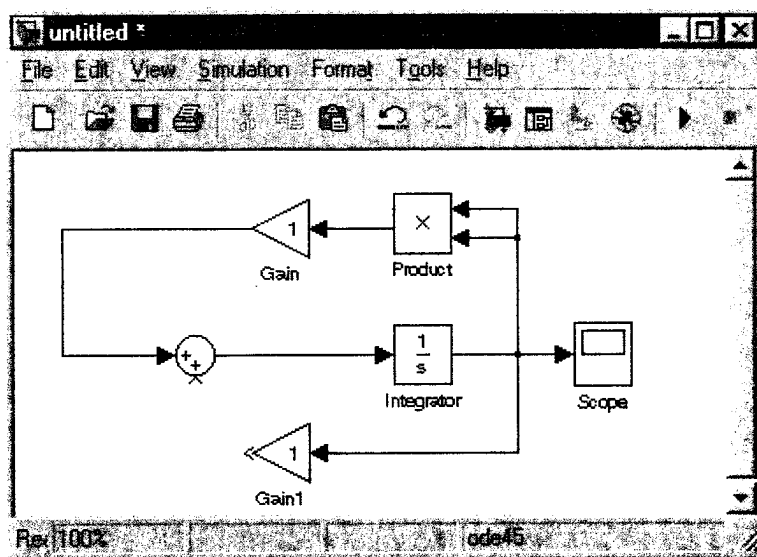 untitled *
File Edit View Simulation Format Tools Help
1
×
Gain
Product
+
+
1
s
Integrator
Scope
1
Gain1
100%
ode45